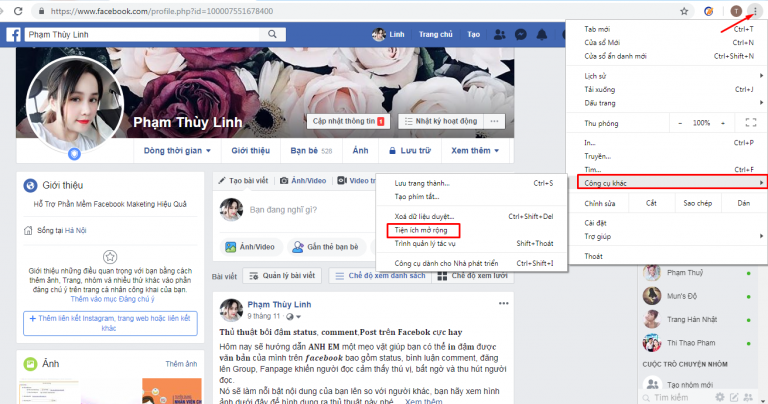 https://www.facebook.com/profile.php?id=100007551678400
T
Phạm Thùy Linh
Linh
Trang chủ
Tạo
Phạm Thùy Linh
Cập nhật thông tin 1
Nhật ký hoạt động
Dòng thời gian
Giới thiệu
Bạn bè 526
Ảnh
Lưu trữ
Xem thêm
Giới thiệu
Hỗ Trợ Phần Mềm Facebook Maketing Hiệu Quả
Sống tại Hà Nội
Giới thiệu những điều quan trọng với bạn bằng cách
thêm ảnh, Trang, nhóm và nhiều thứ khác vào phần
đáng chú ý trên trang cá nhân công khai của bạn.
Thêm vào mục Đáng chú ý
+ Thêm liên kết Instagram, trang web hoặc liên kết
khác
Ảnh
Thêm ảnh
Tạo bài viết
Ảnh/Video
Video tr
Bạn đang nghĩ gì?
Ảnh/Video
Gắn thẻ bạn bè
Bài viết
Quản lý bài viết
Chế độ xem danh sách
Chế độ xem lưới
Phạm Thùy Linh
9 tháng 11
Thủ thuật bôi đậm status, comment,Post trên Facebok cực hay
Hôm nay sẽ hướng dẫn ANH EM một mẹo vặt giúp bạn có thể in đậm được
văn bản của mình trên facebook bao gồm status, bình luận comment, đăng
lên Group, Fanpage khiến người đọc cảm thấy thú vị, bắt ngờ và thu hút người
đọc.
Nó sẽ làm nổi bật nội dung của bạn lên so với người khác, bạn hãy xem hình
ảnh dưới đây để hình dung ra thủ thuật này nhé... Xem thêm
Tab mới Ctrl+T
Cửa sổ Mới Ctrl+N
Cửa sổ ẩn danh mới Ctrl+Shift+N
Lịch sử
Tải xuống Ctrl+J
Dấu trang
Thu phóng - 100% +
In... Ctrl+P
Truyền...
Tìm... Ctrl+F
Công cụ khác
Chỉnh sửa Cắt Sao chép Dán
Cài đặt
Trợ giúp
Thoát
Lưu trang thành... Ctrl+S
Tạo phím tắt...
Xoá dữ liệu duyệt... Ctrl+Shift+Del
Tiện ích mở rộng
Trình quản lý tác vụ Shift+Thoát
Công cụ dành cho Nhà phát triển Ctrl+Shift+I
Phạm Thuỷ
Mun's Độ
Trang Hán Nhật
Thi Thao Pham
CUỘC TRÒ CHUYỆN NHÓM
Tạo nhóm mới
Tìm kiếm